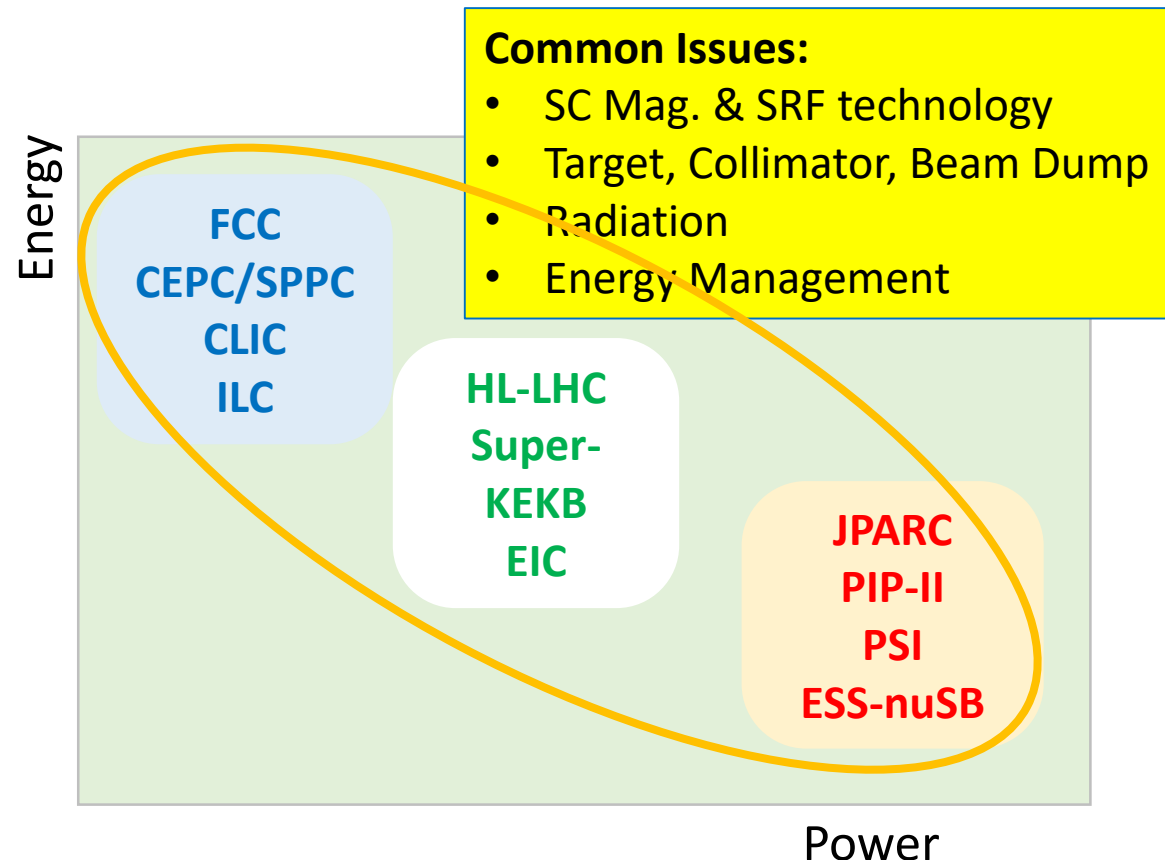 Common Issues:
• SC Mag. & SRF technology
• Target, Collimator, Beam Dump
• Radiation
• Energy Management
Energy
FCC
CEPC/SPPC
CLIC
ILC
HL-LHC
Super-
KEKB
EIC
JPARC
PIP-II
PSI
ESS-nuSB
Power